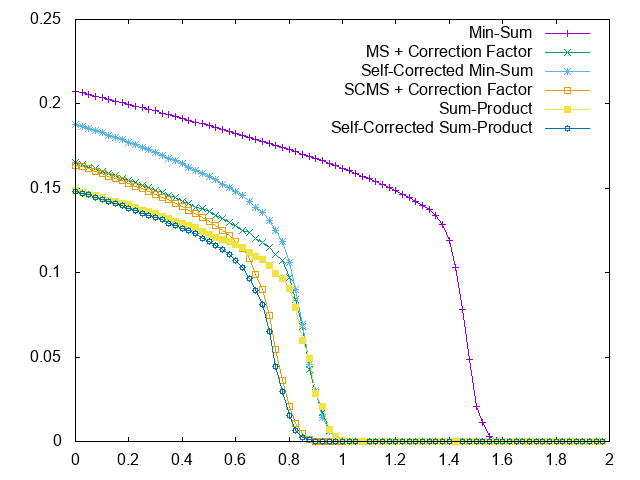 0.25
0.2
0.15
0.1
0.05
0
0 0.2 0.4 0.6 0.8 1 1.2 1.4 1.6 1.8 2
Min-Sum
MS + Correction Factor
Self-Corrected Min-Sum
SCMS + Correction Factor
Sum-Product
Self-Corrected Sum-Product